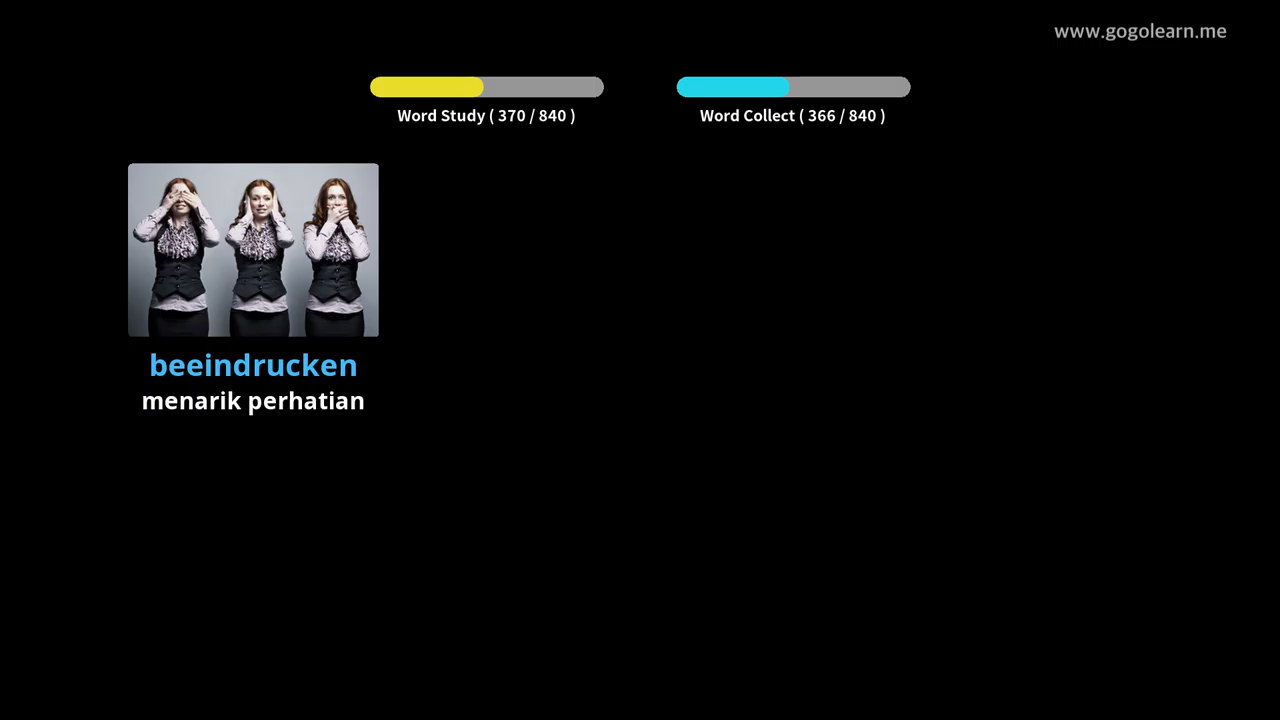 www.gogolearn.me
Word Study ( 370 / 840 )
Word Collect ( 366 / 840 )
beeindrucken
menarik perhatian